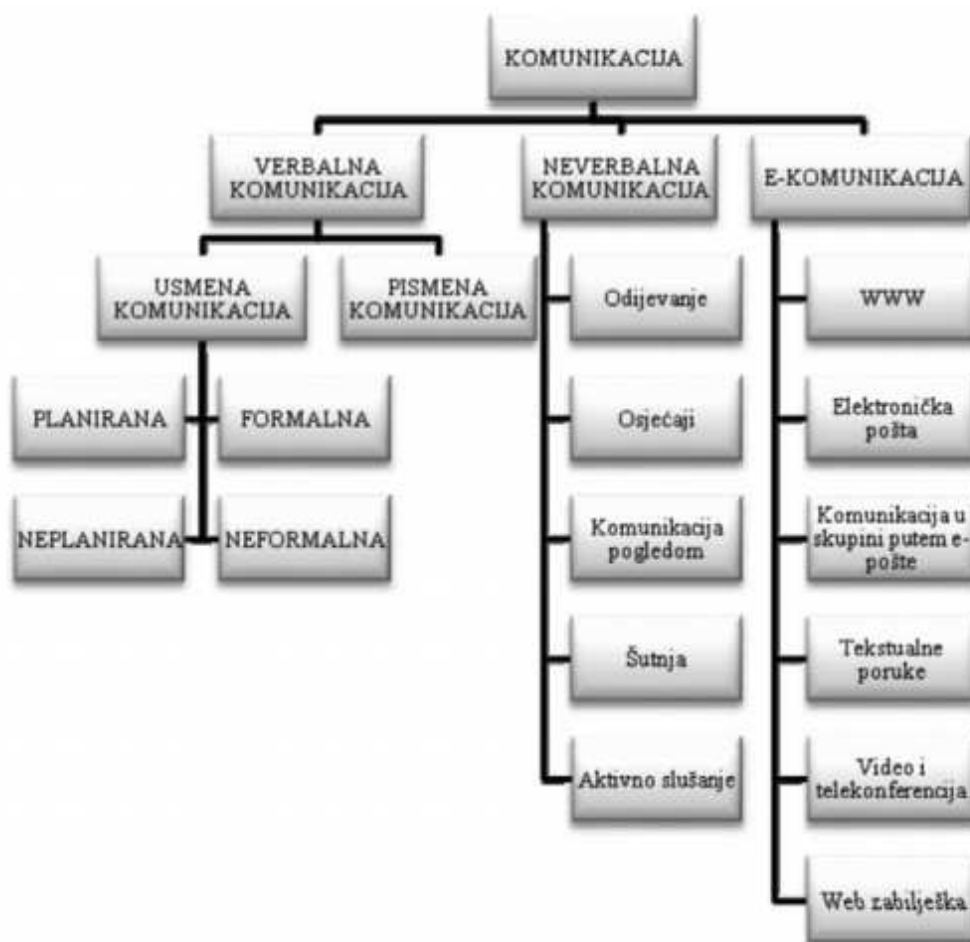 KOMUNIKACIJA
VERBALNA
KOMUNIKACIJA
NEVERBALNA
KOMUNIKACIJA
E-KOMUNIKACIJA
USMENA
KOMUNIKACIJA
PISMENA
KOMUNIKACIJA
PLANIRANA
FORMALNA
NEPLANIRANA
NEFORMALNA
Odijevanje
Osjećaji
Komunikacija
pogledom
Šutnja
Aktivno slušanje
WWW
Elektronička
pošta
Komunikacija u
skupini putem e-
pošte
Tekstualne
poruke
Video i
telekonferencija
Web zabilješka